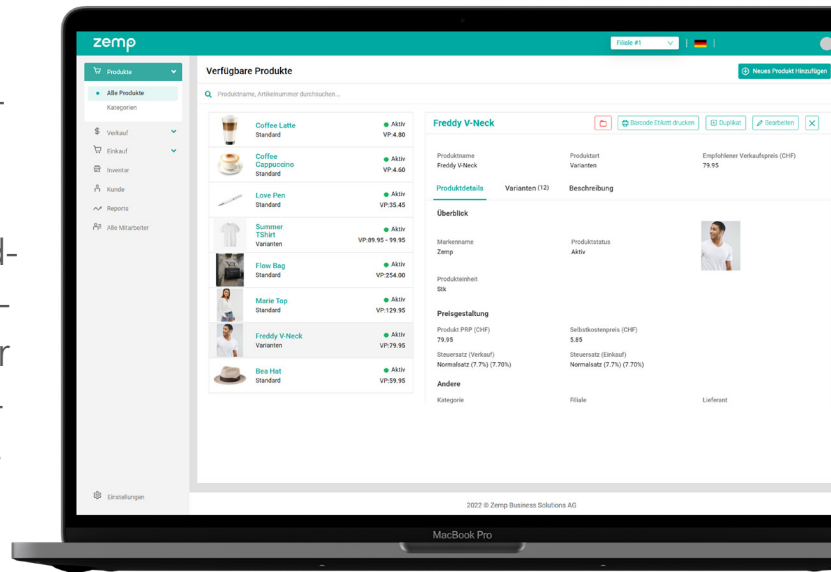 zemp
Filiale #1
Produkte
Alle Produkte
Kategorien
Verkauf
Einkauf
Inventar
Kunde
Reports
Alle Mitarbeiter
Einstellungen
Verfügbare Produkte
Neues Produkt Hinzufügen
Produktname, Artikelnummer durchsuchen...
Coffee Latte
Aktiv
Standard
VP:4.80
Coffee
Cappuccino
Aktiv
Standard
VP:4.60
Love Pen
Aktiv
Standard
VP:35.45
Summer
TShirt
Aktiv
Varianten
VP:89.95 - 99.95
Flow Bag
Aktiv
Standard
VP:254.00
Marie Top
Aktiv
Standard
VP:129.95
Freddy V-Neck
Aktiv
Varianten
VP:79.95
Bea Hat
Aktiv
Standard
VP:59.95
Freddy V-Neck
Barcode Etikett drucken
Duplikat
Bearbeiten
Produktname
Produktart
Empfohlener Verkaufspreis (CHF)
Freddy V-Neck
Varianten
79.95
Produktdetails
Varianten (12)
Beschreibung
Überblick
Markenname
Produktstatus
Zemp
Aktiv
Produkteinheit
Stk
Preisgestaltung
Produkt PRP (CHF)
Selbstkostenpreis (CHF)
79.95
5.85
Steuersatz (Verkauf)
Steuersatz (Einkauf)
Normalsatz (7.7%) (7.70%)
Normalsatz (7.7%) (7.70%)
Andere
Kategorie
Filiale
Lieferant
2022 © Zemp Business Solutions AG
MacBook Pro